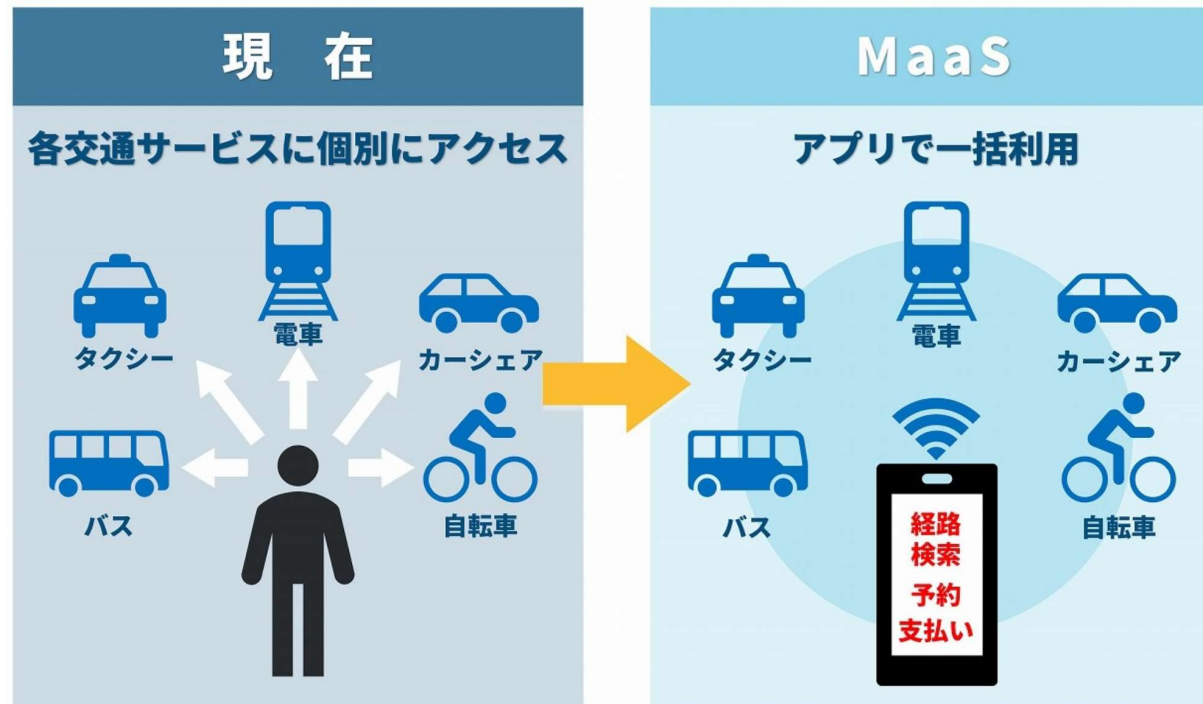 現 在
各交通サービスに個別にアクセス
電車
タクシー
カーシェア
バス
自転車
MaaS
アプリで一括利用
電車
タクシー
カーシェア
バス
自転車
経路
検索
予約
支払い